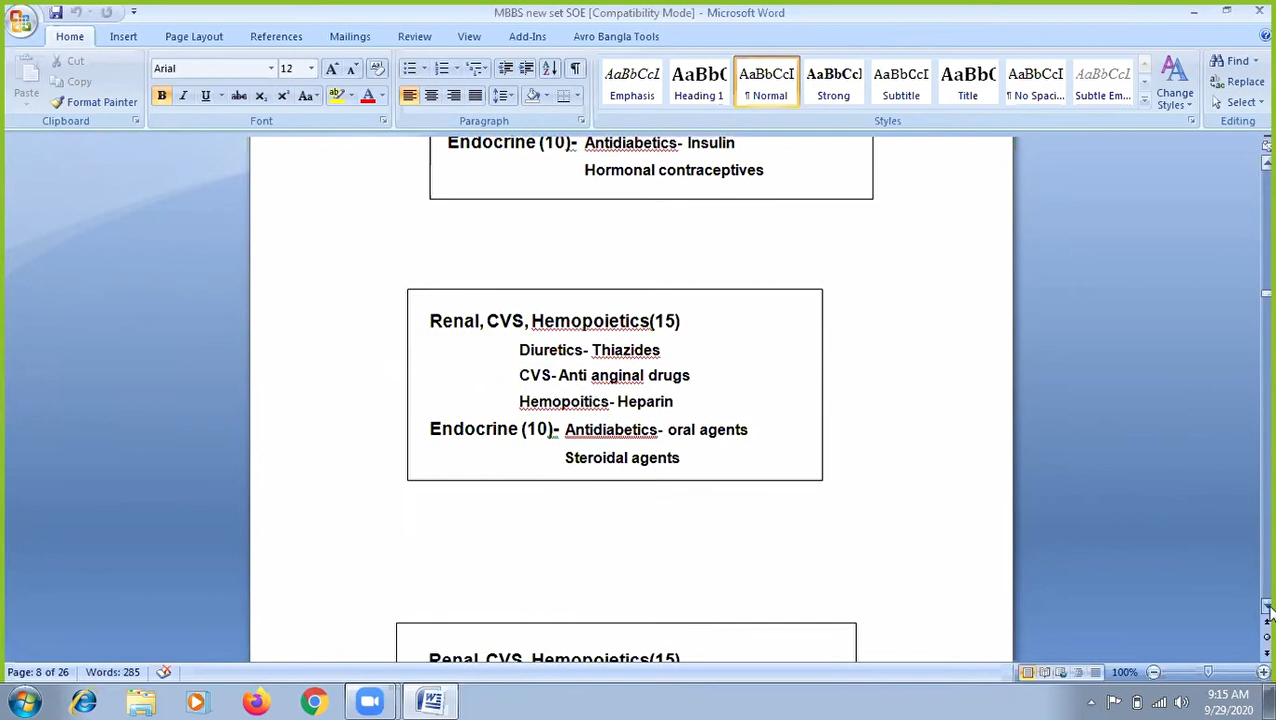 MBBS new set SOE [Compatibility Mode] - Microsoft Word
Home Insert Page Layout References Mailings Review View Add-Ins Avro Bangla Tools
Cut
Copy
Paste
Format Painter
Clipboard
Arial 12
Font
Paragraph
AaBbCcL AaBbC AaBbCcI AaBbCcl AaBbCcI AaBbC AaBbCcI AaBbCcL
Emphasis Heading 1 ¶ Normal Strong Subtitle Title ¶ No Spaci... Subtle Em...
Change Styles
Styles
Find
Replace
Select
Editing
Endocrine (10)- Antidiabetics- Insulin
Hormonal contraceptives
Renal, CVS, Hemopoietics(15)
Diuretics- Thiazides
CVS- Anti anginal drugs
Hemopoitics- Heparin
Endocrine (10)- Antidiabetics- oral agents
Steroidal agents
Renal, CVS, Hemopoietics(15)
Page: 8 of 26 Words: 285 100%
9:15 AM
9/29/2020